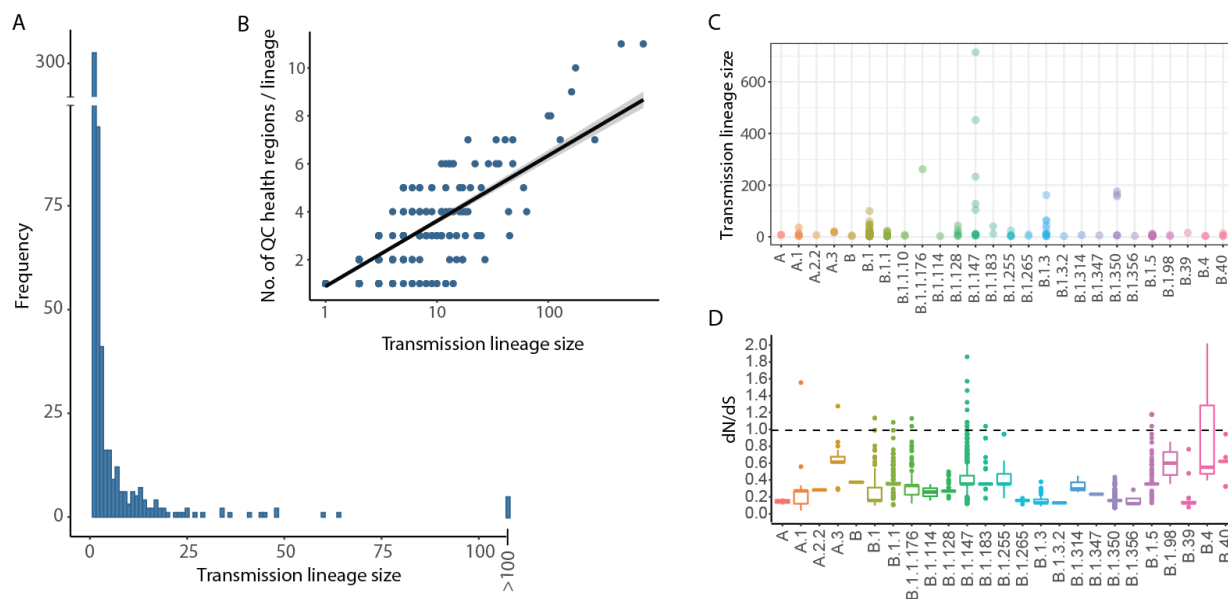 A
Frequency
300
75
50
25
0
0
25
50
75
100
>100
Transmission lineage size
B
No. of QC health regions / lineage
10
8
6
4
2
1
10
100
Transmission lineage size
C
Transmission lineage size
600
400
200
0
A
A.1
A.2.2
A.3
B
B.1
B.1.1
B.1.1.10
B.1.1.176
B.1.114
B.1.128
B.1.147
B.1.183
B.1.255
B.1.265
B.1.3
B.1.3.2
B.1.314
B.1.347
B.1.350
B.1.356
B.1.5
B.1.98
B.39
B.4
B.40
D
dN/dS
2.0
1.8
1.6
1.4
1.2
1.0
0.8
0.6
0.4
0.2
0.0
A
A.1
A.2.2
A.3
B
B.1
B.1.1
B.1.1.176
B.1.114
B.1.128
B.1.147
B.1.183
B.1.255
B.1.265
B.1.3
B.1.3.2
B.1.314
B.1.347
B.1.350
B.1.356
B.1.5
B.1.98
B.39
B.4
B.40